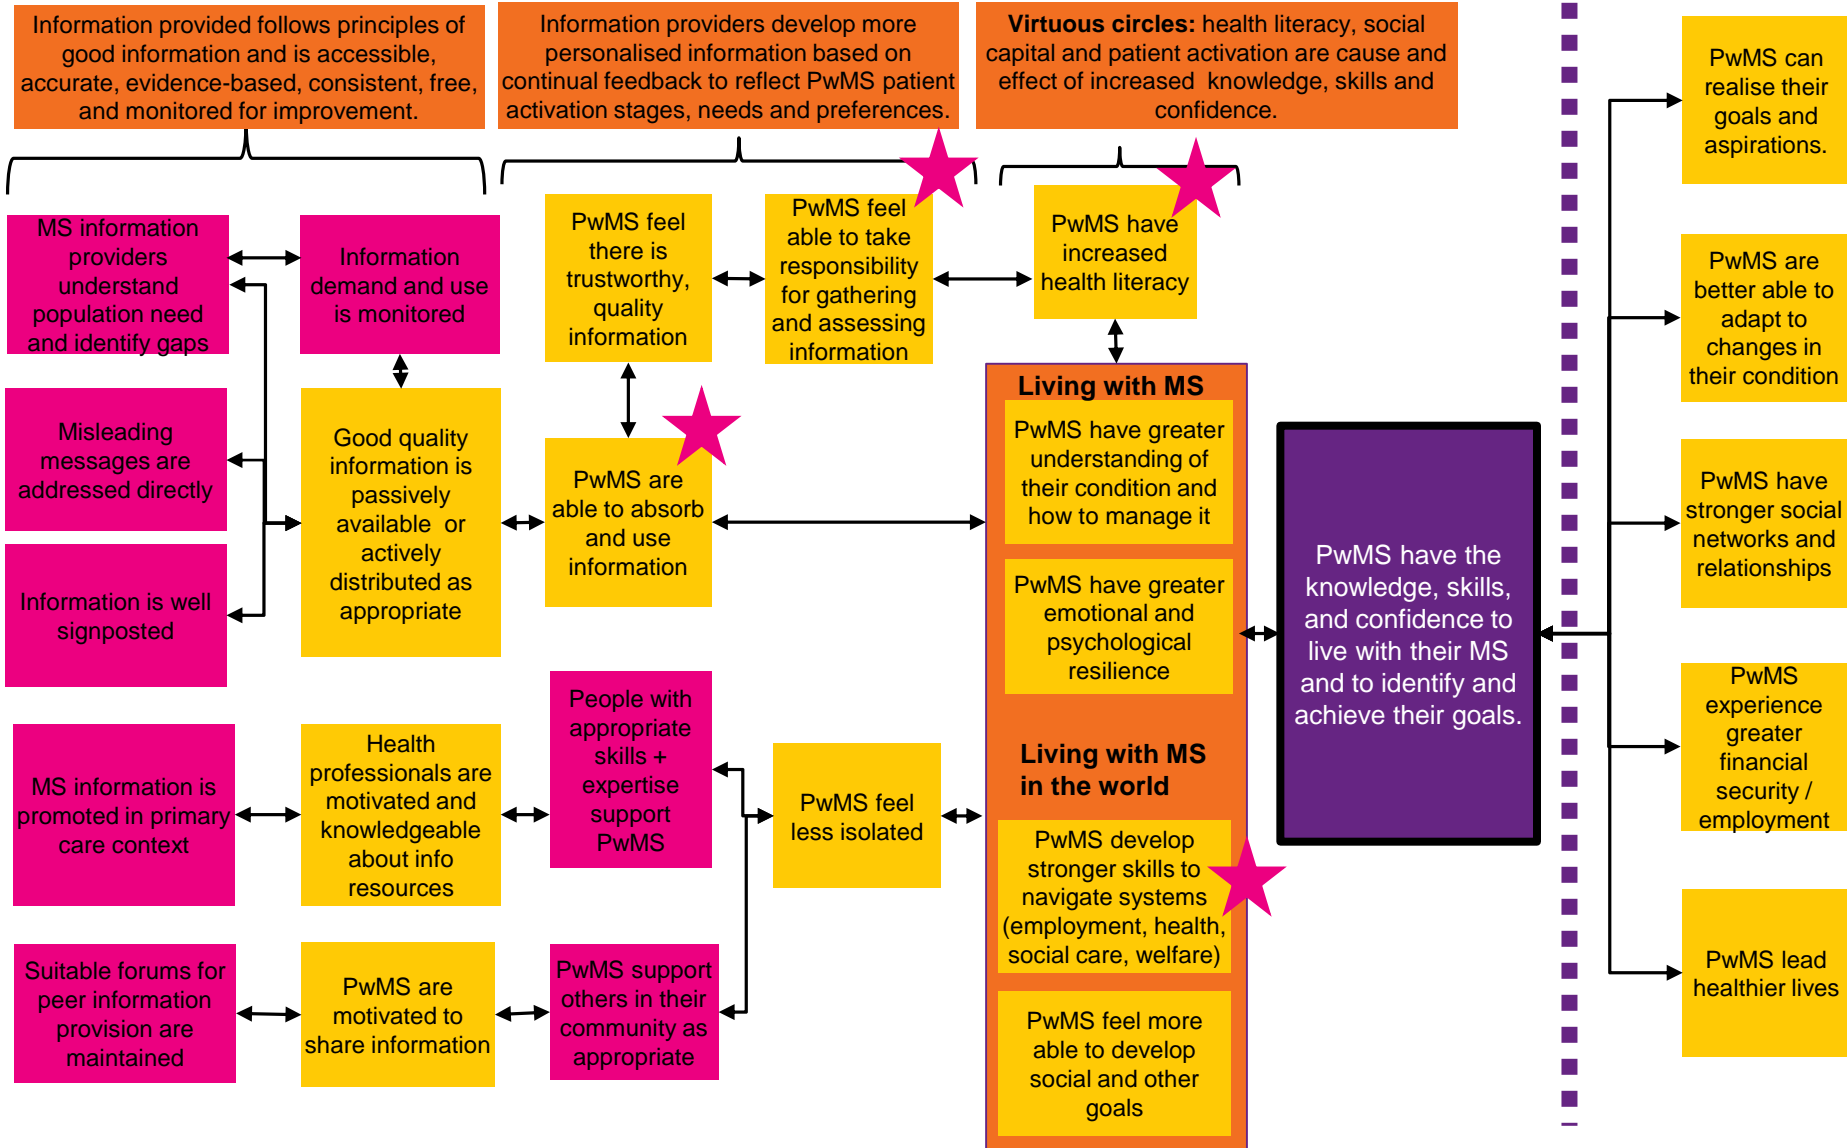 Information provided follows principles of
good information and is accessible,
accurate, evidence-based, consistent, free,
and monitored for improvement.
Information providers develop more
personalised information based on
continual feedback to reflect PwMS patient
activation stages, needs and preferences.
Virtuous circles: health literacy, social
capital and patient activation are cause and
effect of increased knowledge, skills and
confidence.
MS information
providers
understand
population need
and identify gaps
Information
demand and use
is monitored
PwMS feel
there is
trustworthy,
quality
information
PwMS feel
able to take
responsibility
for gathering
and assessing
information
PwMS have
increased
health literacy
Misleading
messages are
addressed directly
Information is well
signposted
Good quality
information is
passively
available or
actively
distributed as
appropriate
PwMS are
able to absorb
and use
information
MS information is
promoted in primary
care context
Health
professionals are
motivated and
knowledgeable
about info
resources
People with
appropriate
skills +
expertise
support
PwMS
PwMS feel
less isolated
Suitable forums for
peer information
provision are
maintained
PwMS are
motivated to
share information
PwMS support
others in their
community as
appropriate
Living with MS
PwMS have greater
understanding of
their condition and
how to manage it
PwMS have greater
emotional and
psychological
resilience
Living with MS
in the world
PwMS develop
stronger skills to
navigate systems
(employment, health,
social care, welfare)
PwMS feel more
able to develop
social and other
goals
PwMS have the
knowledge, skills,
and confidence to
live with their MS
and to identify and
achieve their goals.
PwMS can
realise their
goals and
aspirations.
PwMS are
better able to
adapt to
changes in
their condition
PwMS have
stronger social
networks and
relationships
PwMS
experience
greater
financial
security /
employment
PwMS lead
healthier lives